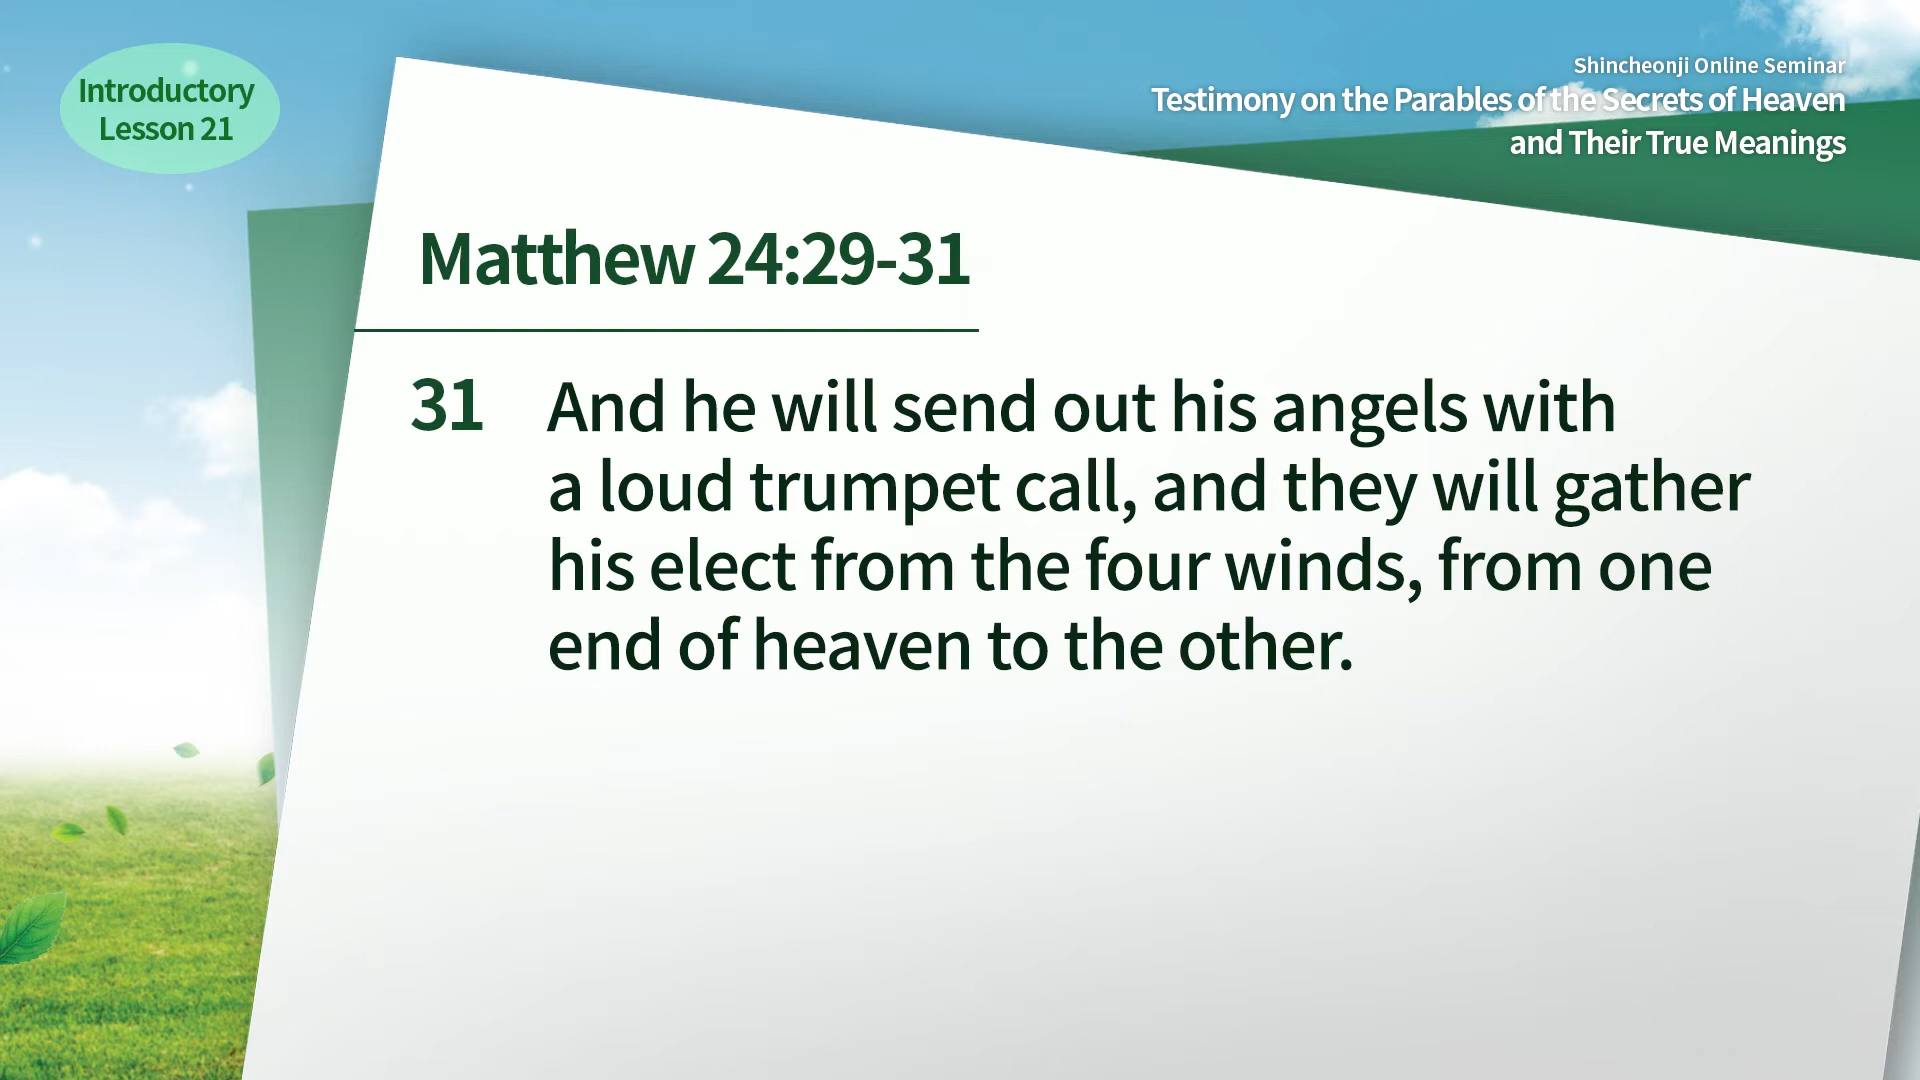 Introductory
Lesson 21
Shincheonji Online Seminar
Testimony on the Parables of the Secrets of Heaven
and Their True Meanings
Matthew 24:29-31
31 And he will send out his angels with
a loud trumpet call, and they will gather
his elect from the four winds, from one
end of heaven to the other.